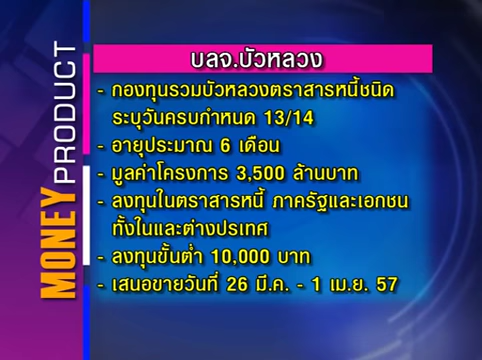 MONEY PRODUCT
บลจ.บัวหลวง
- กองทุนรวมบัวหลวงตราสารหนี้ชนิด
ระบุวันครบกำหนด 13/14
- อายุประมาณ 6 เดือน
- มูลค่าโครงการ 3,500 ล้านบาท
- ลงทุนในตราสารหนี้ ภาครัฐและเอกชน
ทั้งในและต่างปรเทศ
- ลงทุนขั้นต่ำ 10,000 บาท
- เสนอขายวันที่ 26 มี.ค. - 1 เม.ย. 57